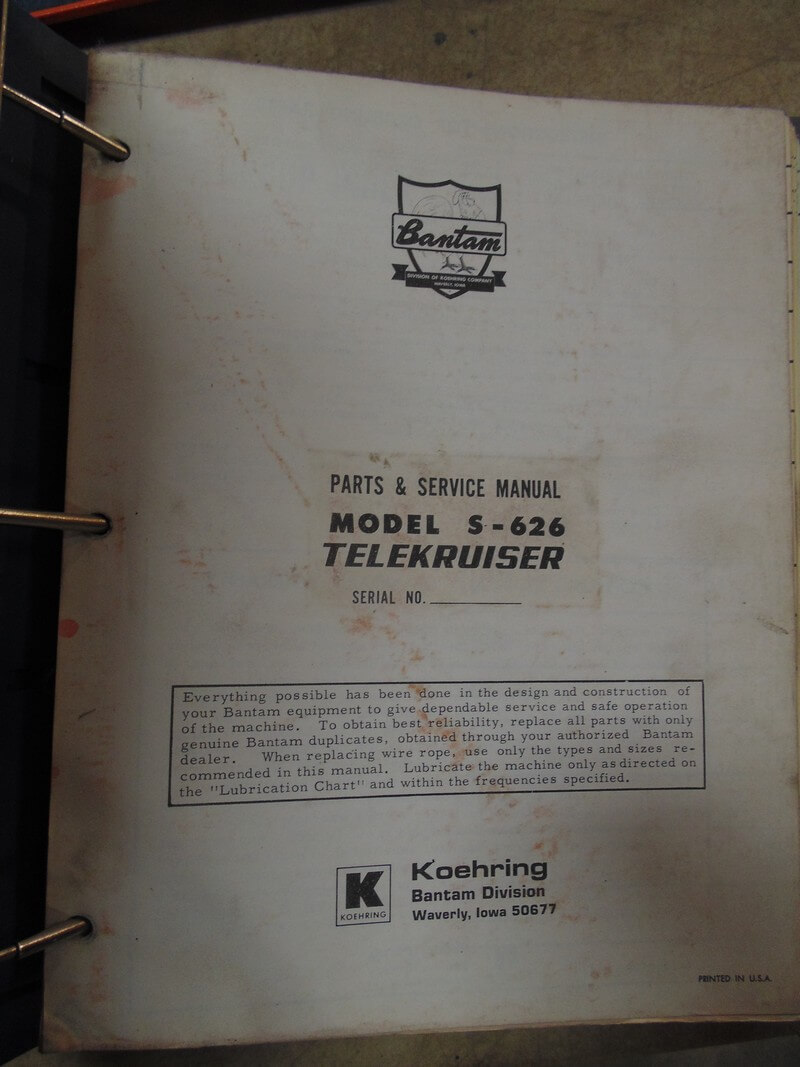 Bantam
DIVISION OF KOEHRING COMPANY
WAVERLY, IOWA
PARTS & SERVICE MANUAL
MODEL S-626
TELEKRUISER
SERIAL NO. ___________
Everything possible has been done in the design and construction of
your Bantam equipment to give dependable service and safe operation
of the machine. To obtain best reliability, replace all parts with only
genuine Bantam duplicates, obtained through your authorized Bantam
dealer. When replacing wire rope, use only the types and sizes re-
commended in this manual. Lubricate the machine only as directed on
the "Lubrication Chart" and within the frequencies specified.
K
KOEHRING
Koehring
Bantam Division
Waverly, Iowa 50677
PRINTED IN U.S.A.